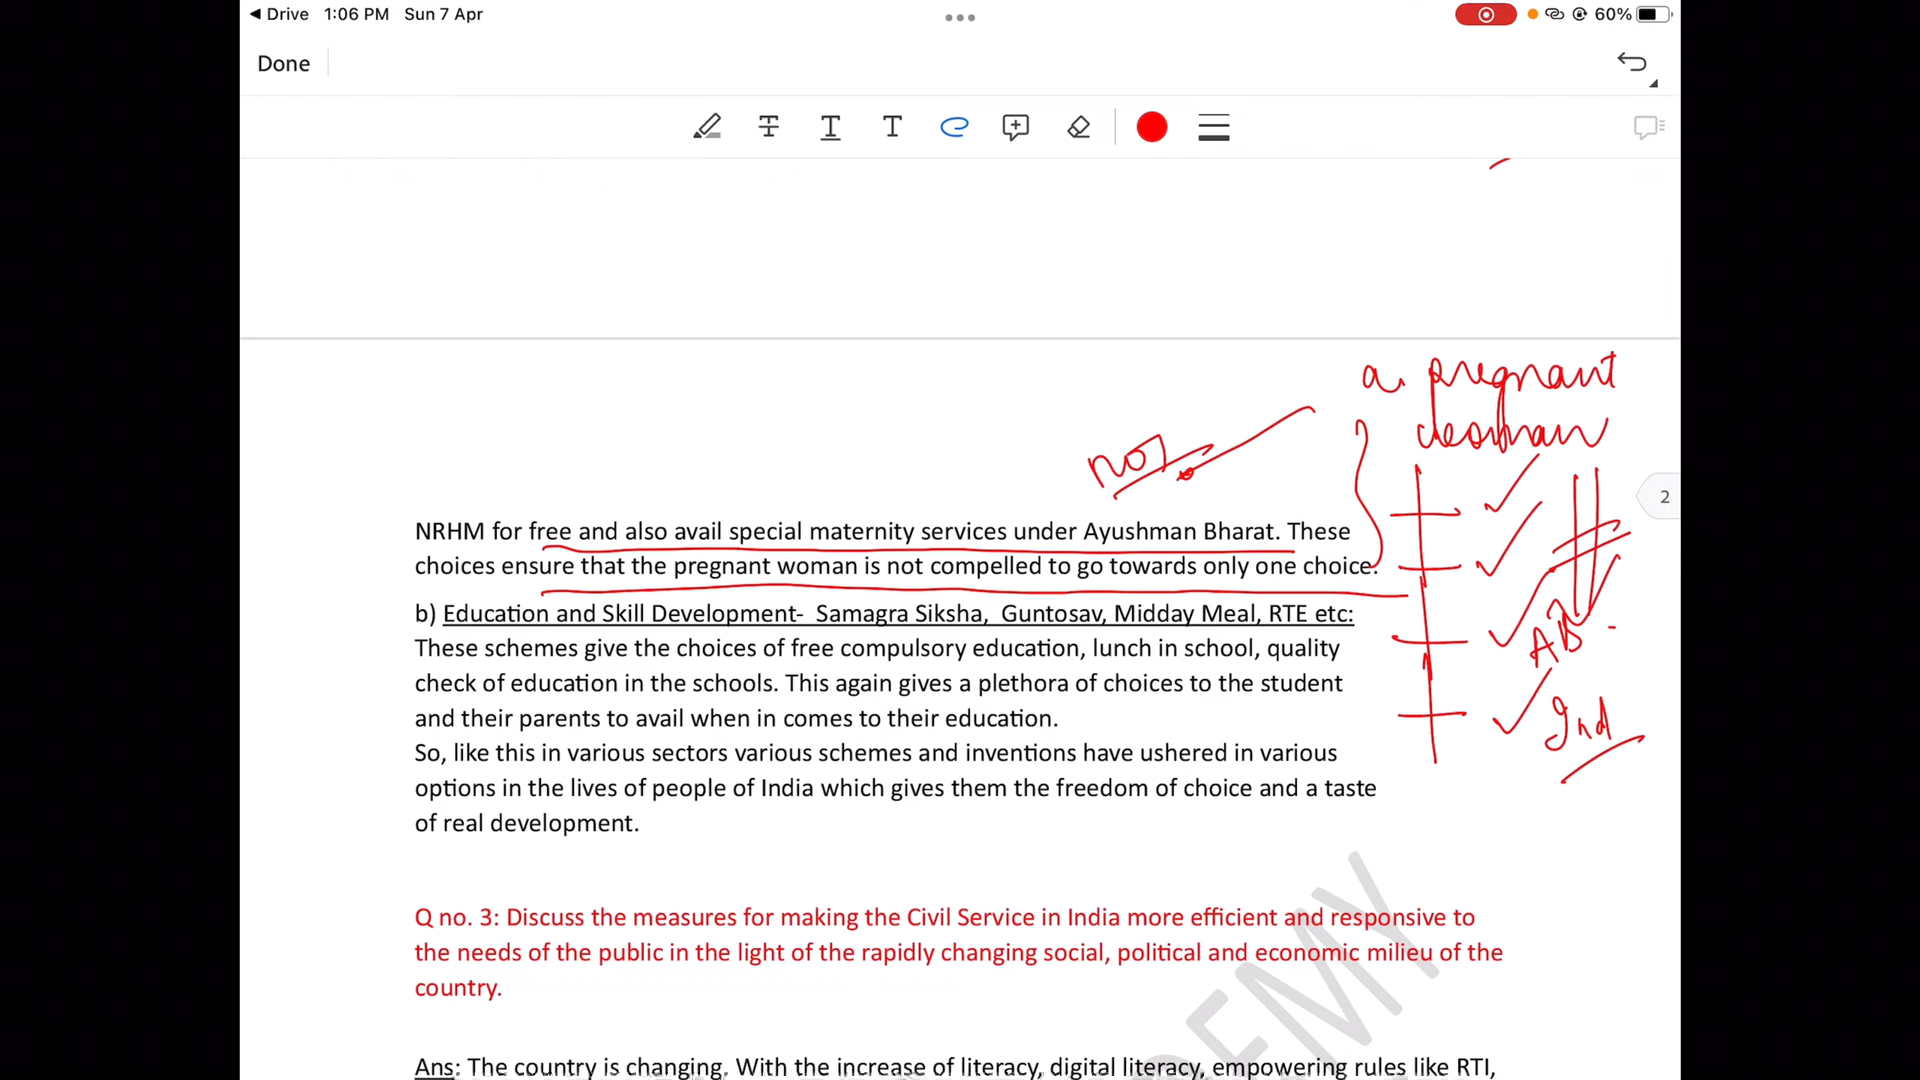 Drive 1:06 PM Sun 7 Apr 60%
Done
2
a. pregnant
woman
not
NRHM for free and also avail special maternity services under Ayushman Bharat. These
choices ensure that the pregnant woman is not compelled to go towards only one choice.
b) Education and Skill Development- Samagra Siksha, Guntosav, Midday Meal, RTE etc:
These schemes give the choices of free compulsory education, lunch in school, quality
check of education in the schools. This again gives a plethora of choices to the student
and their parents to avail when in comes to their education.
So, like this in various sectors various schemes and inventions have ushered in various
options in the lives of people of India which gives them the freedom of choice and a taste
of real development.
AB
Ind
Q no. 3: Discuss the measures for making the Civil Service in India more efficient and responsive to
the needs of the public in the light of the rapidly changing social, political and economic milieu of the
country.
Ans: The country is changing. With the increase of literacy, digital literacy, empowering rules like RTI,